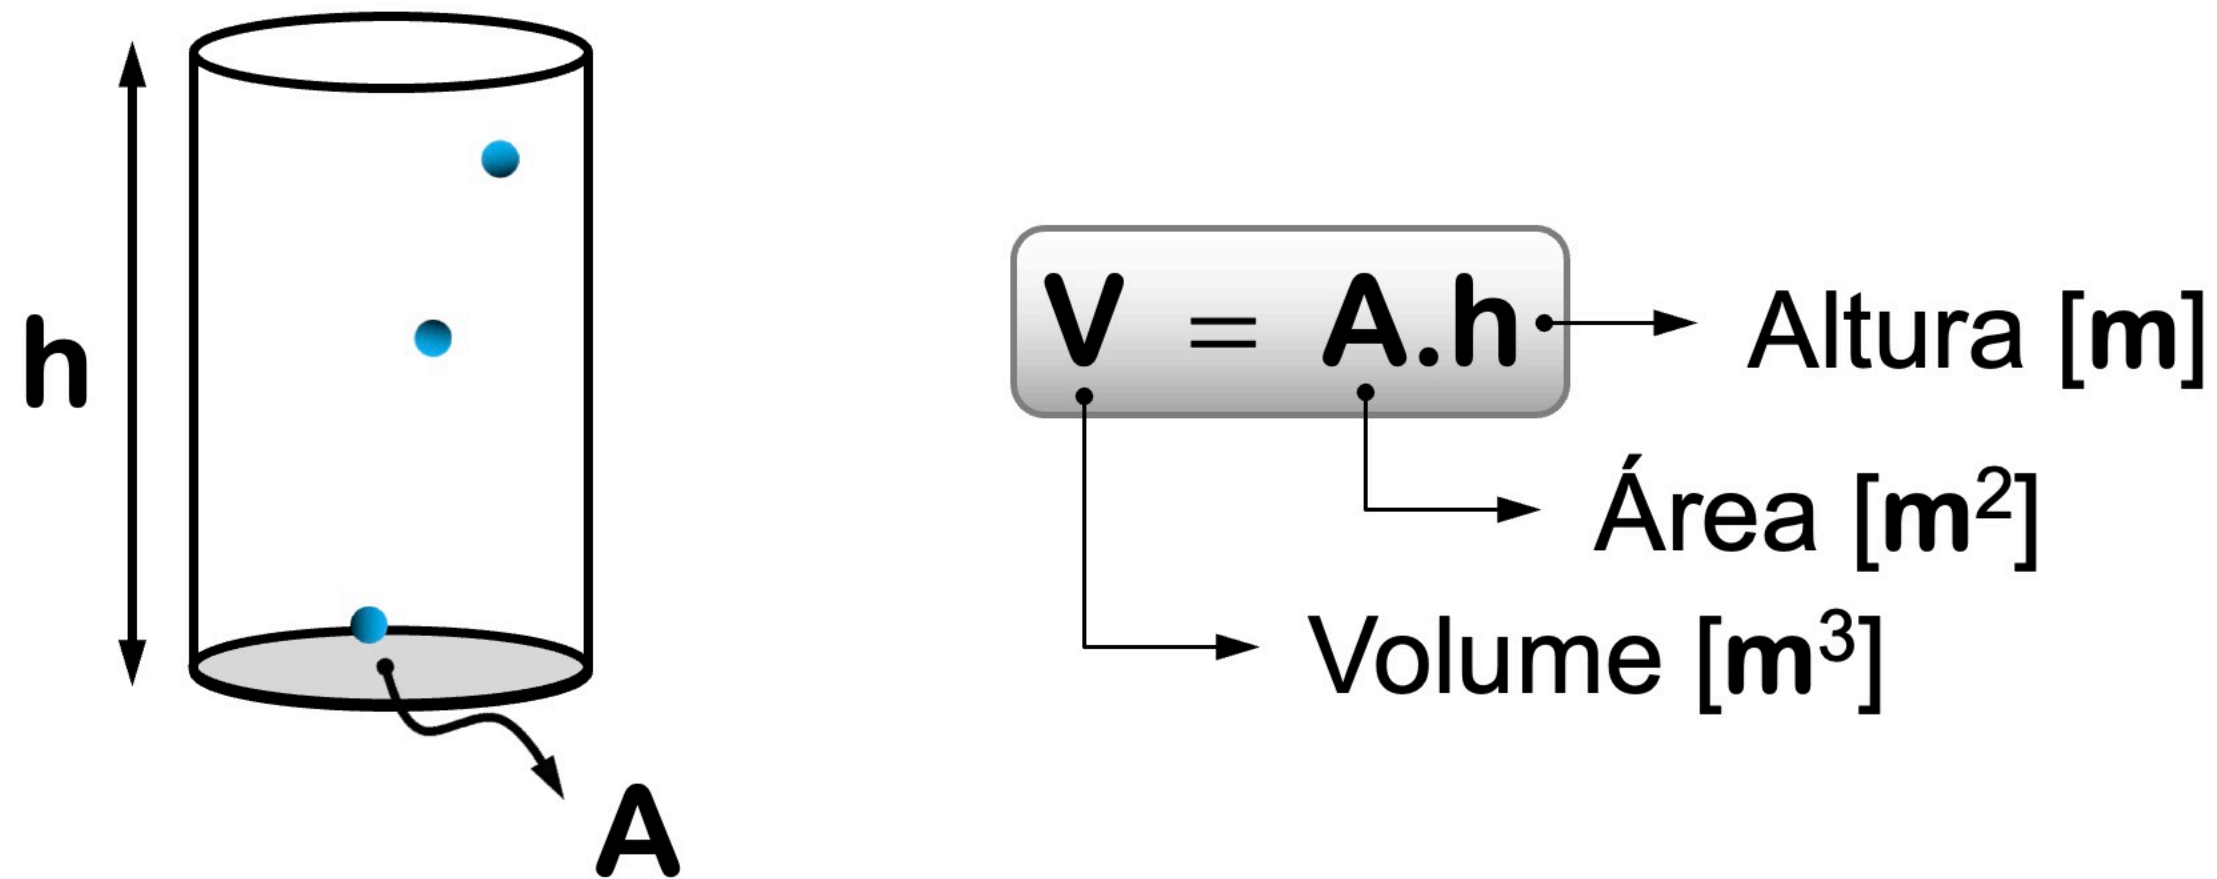 h
A
V = A.h
Altura [m]
Área [m²]
Volume [m³]